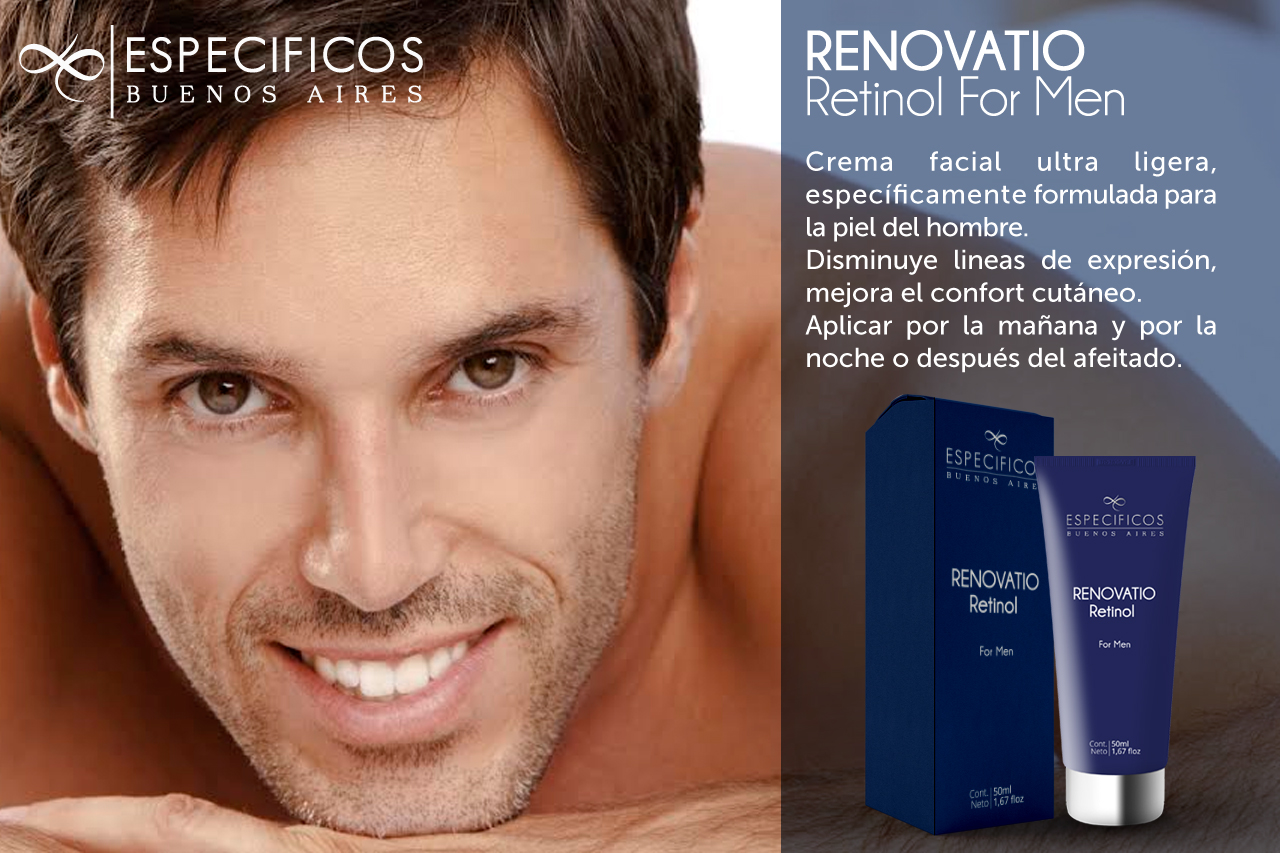 ESPECIFICOS
BUENOS AIRES
RENOVATIO
Retinol For Men
Crema facial ultra ligera,
específicamente formulada para
la piel del hombre.
Disminuye lineas de expresión,
mejora el confort cutáneo.
Aplicar por la mañana y por la
noche o después del afeitado.
ESPECIFICO
BUENOS AIRE
RENOVATIO
Retinol
For Men
Cont. 50ml
Neto 1,67 floz
ESPECIFICOS
BUENOS AIRES
RENOVATIO
Retinol
For Men
Cont. 50ml
Neto 1,67 floz